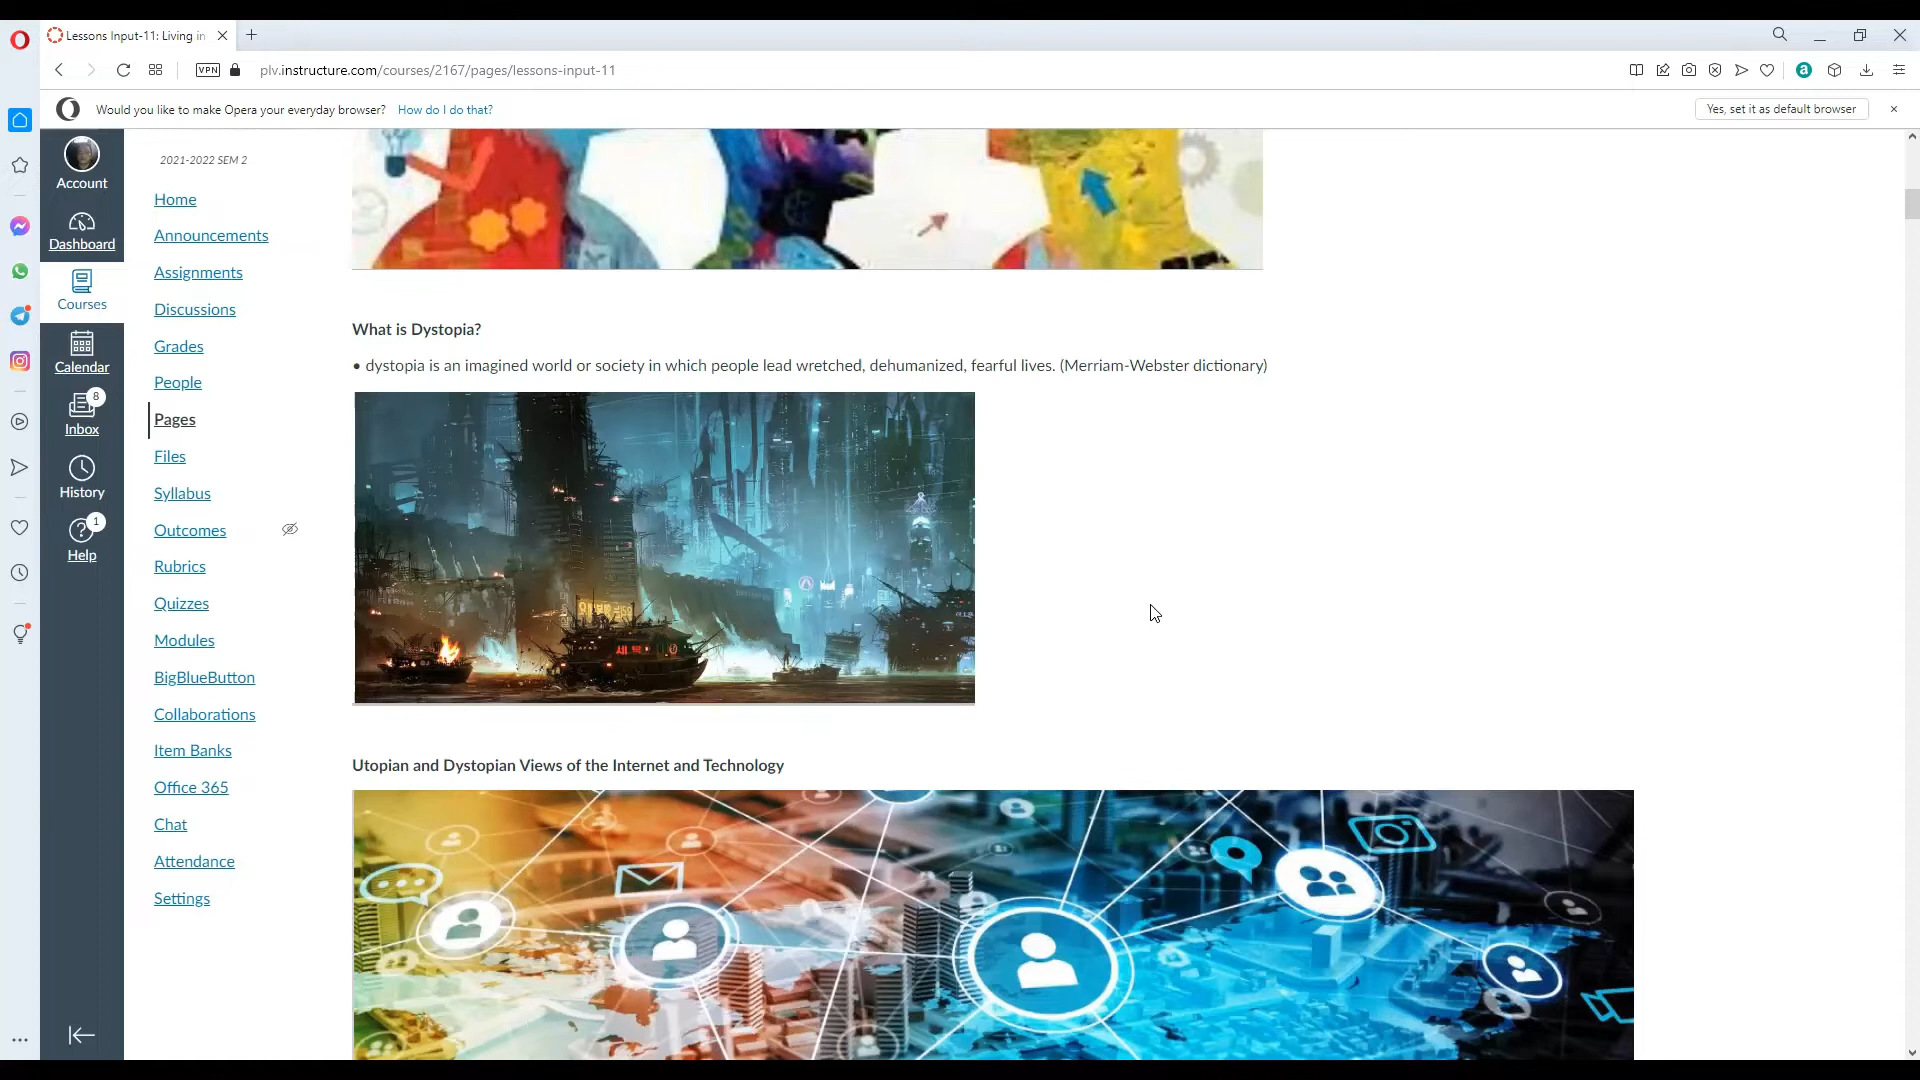 Lessons Input-11: Living in
VPN
plv.instructure.com/courses/2167/pages/lessons-input-11
a
Would you like to make Opera your everyday browser? How do I do that?
Yes, set it as default browser
Account
Dashboard
Courses
Calendar
8
Inbox
History
1
Help
2021-2022 SEM 2
Home
Announcements
Assignments
Discussions
Grades
People
Pages
Files
Syllabus
Outcomes
Rubrics
Quizzes
Modules
BigBlueButton
Collaborations
Item Banks
Office 365
Chat
Attendance
Settings
What is Dystopia?
• dystopia is an imagined world or society in which people lead wretched, dehumanized, fearful lives. (Merriam-Webster dictionary)
Utopian and Dystopian Views of the Internet and Technology